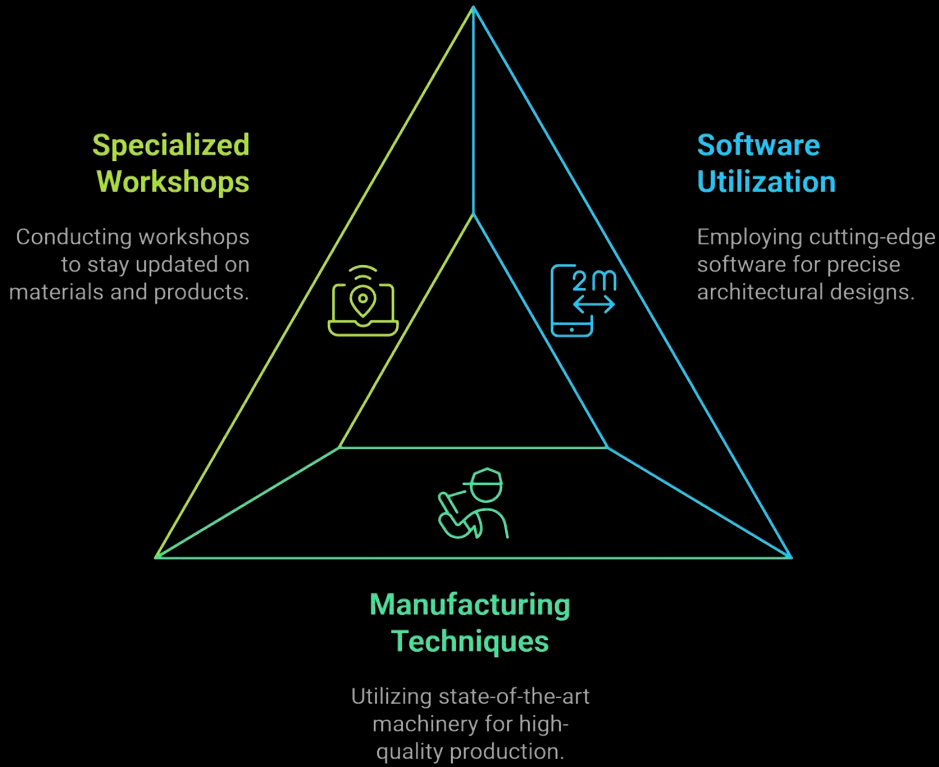 Specialized
Workshops
Conducting workshops
to stay updated on
materials and products.
Software
Utilization
Employing cutting-edge
software for precise
architectural designs.
2m
Manufacturing
Techniques
Utilizing state-of-the-art
machinery for high-
quality production.